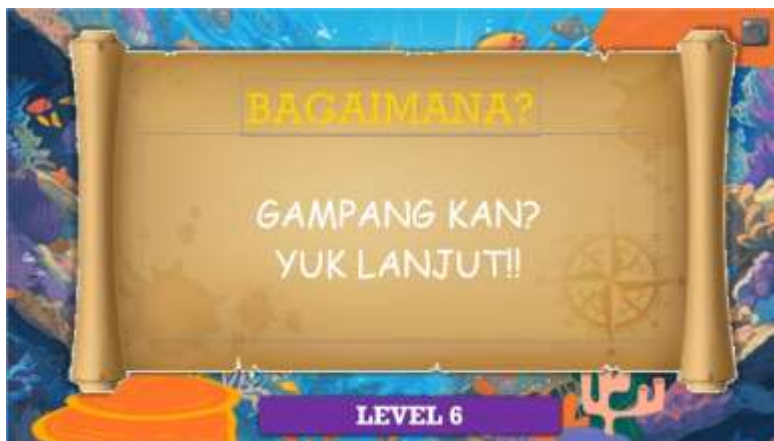 BAGAIMANA?
GAMPANG KAN?
YUK LANJUT!!
LEVEL 6